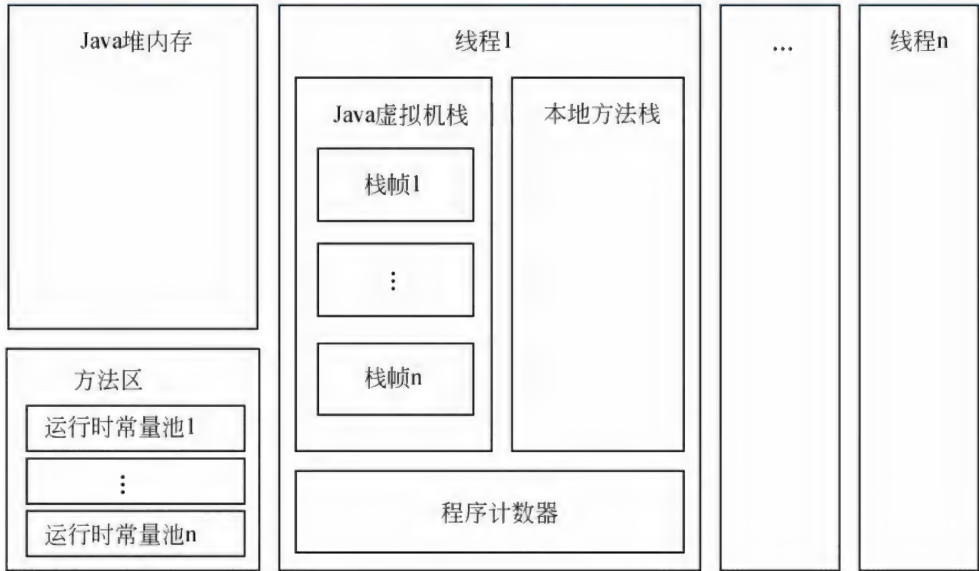 Java堆内存
方法区
运行时常量池1
⋮
运行时常量池n
线程1
Java虚拟机栈
栈帧1
⋮
栈帧n
本地方法栈
程序计数器
...
线程n